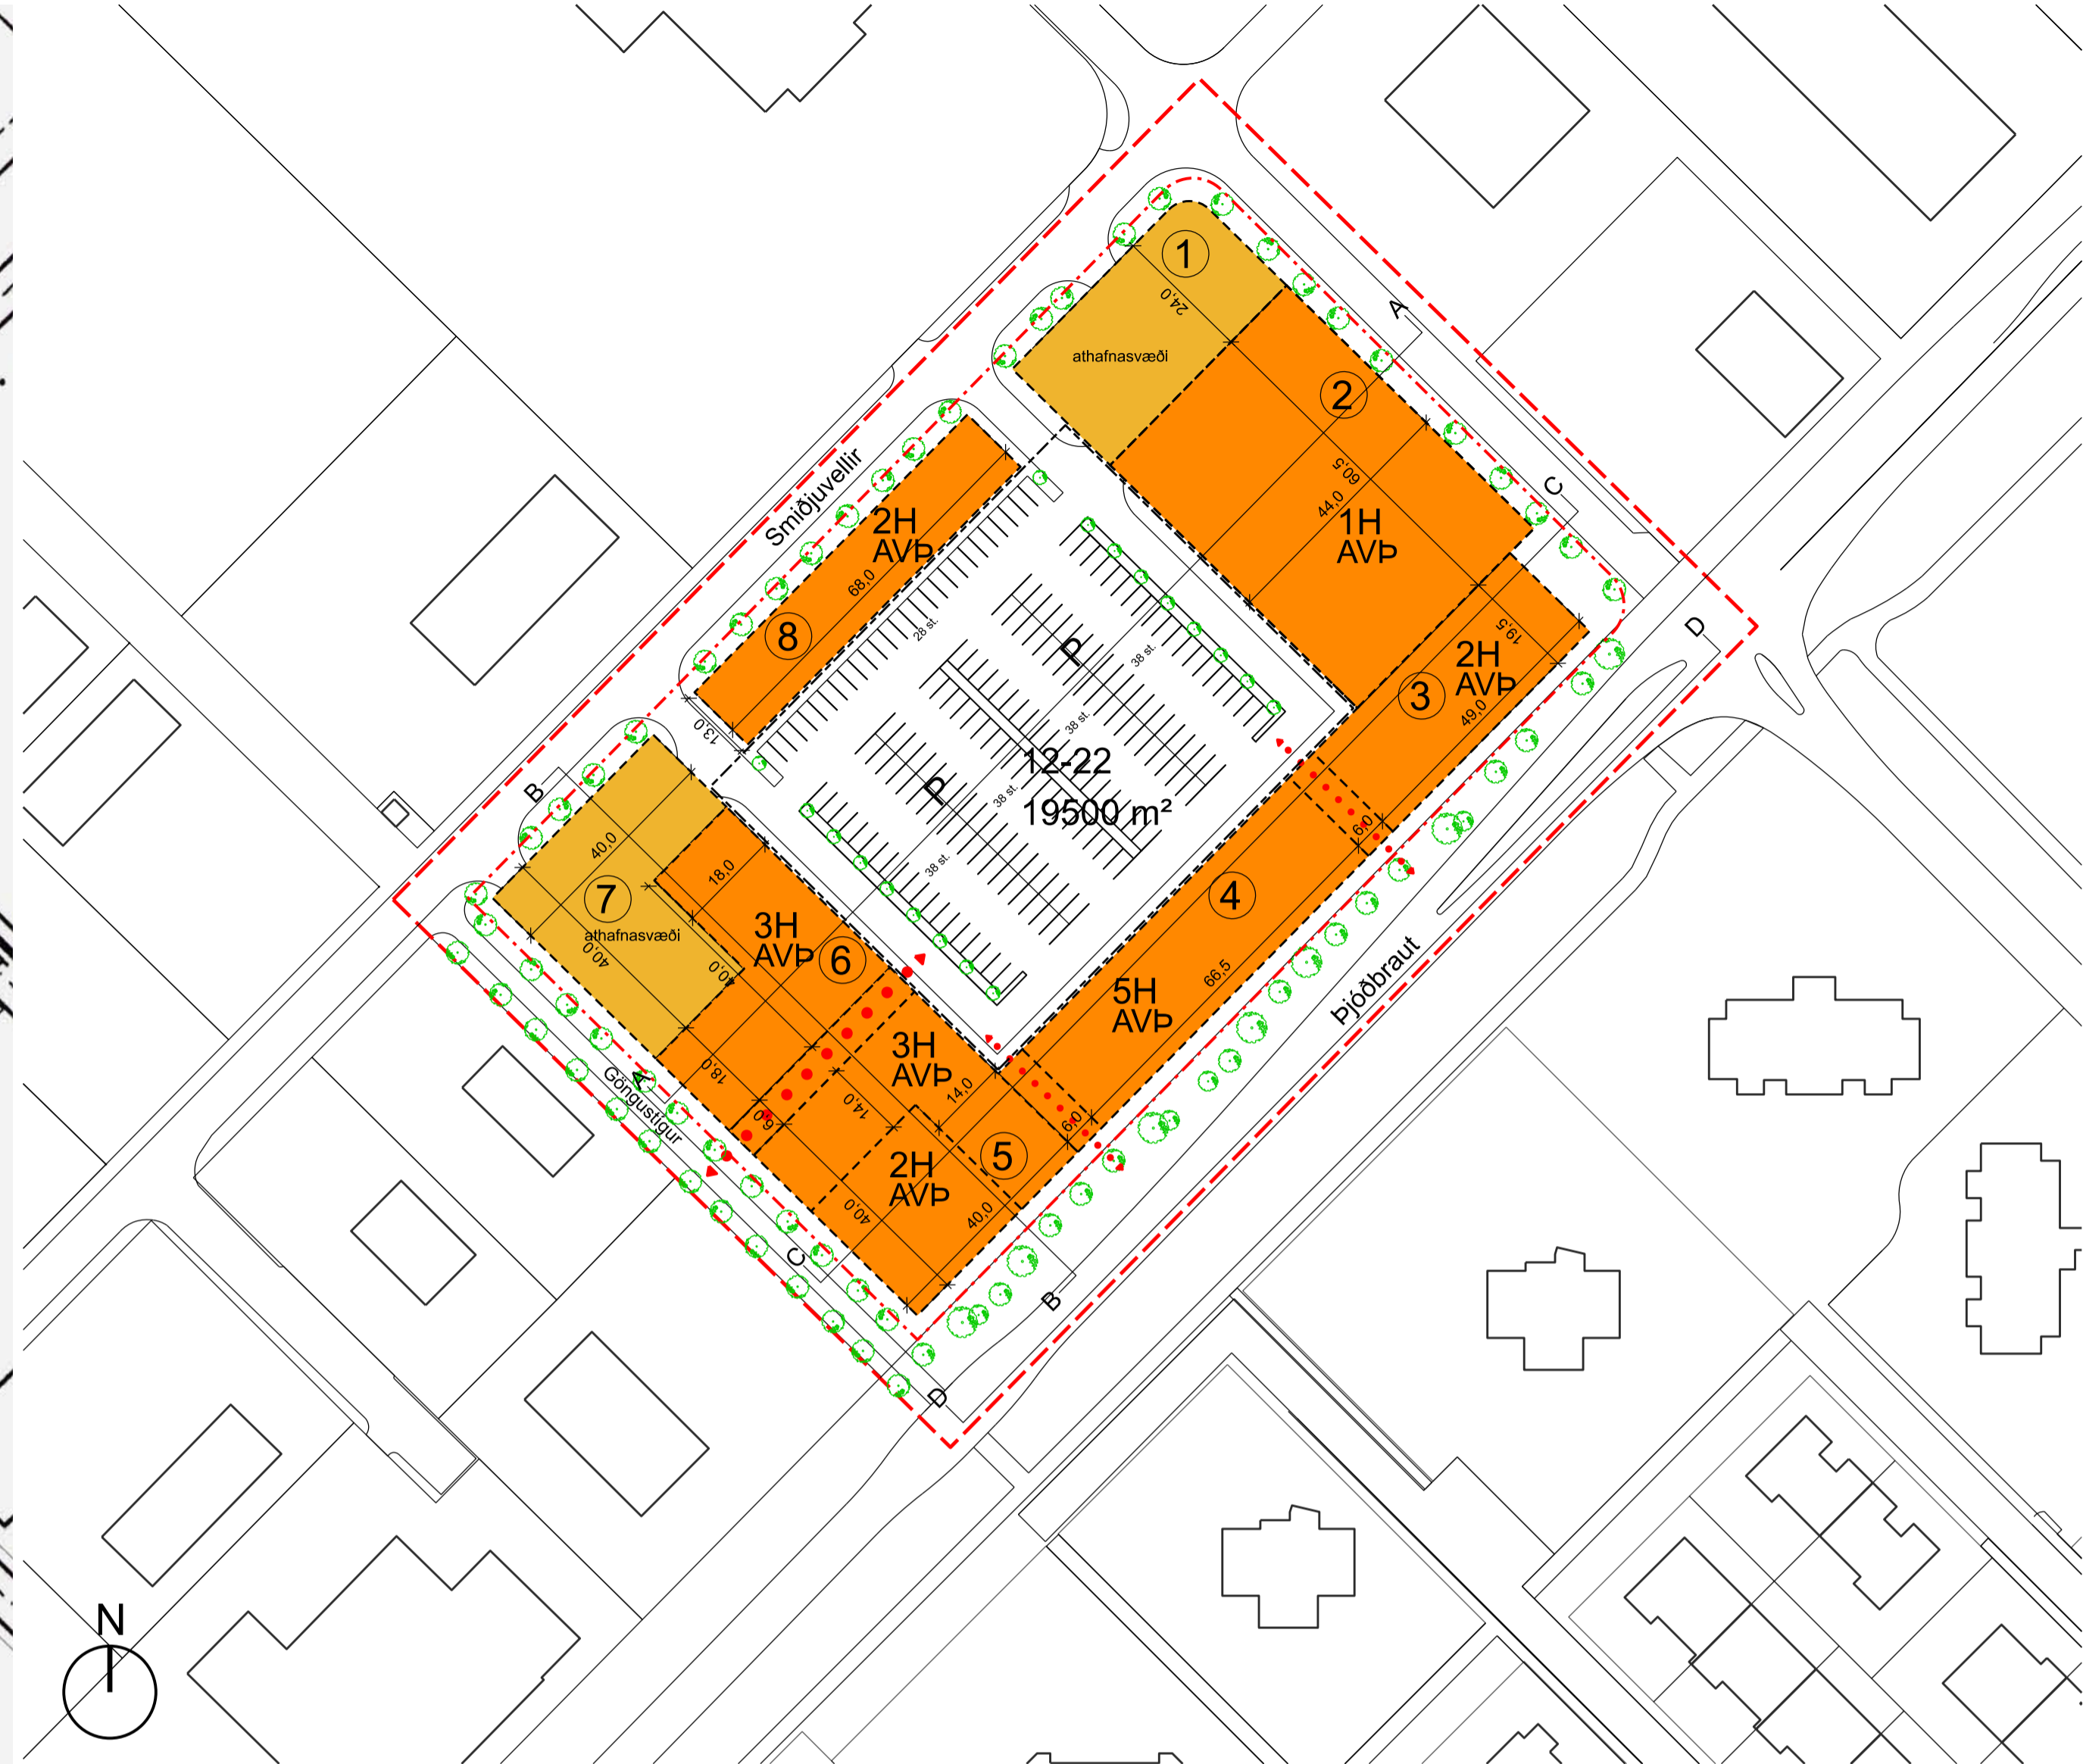 1
24,0
athafnasvæði
A
2
60,5
44,0
1H
AVÞ
C
Smiðjuvellir
2H
AVÞ
68,0
8
28 st.
13,0
P
38 st.
38 st.
P
38 st.
38 st.
12-22
19500 m²
19,5
2H
AVÞ
3
49,0
6,0
D
B
40,0
7
athafnasvæði
40,0
18,0
3H
AVÞ
6
40,0
18,0
6,0
4
5H
AVÞ
66,5
Þjóðbraut
3H
AVÞ
14,0
14,0
6,0
5
2H
AVÞ
40,0
40,0
A
Göngustígur
C
B
D
N